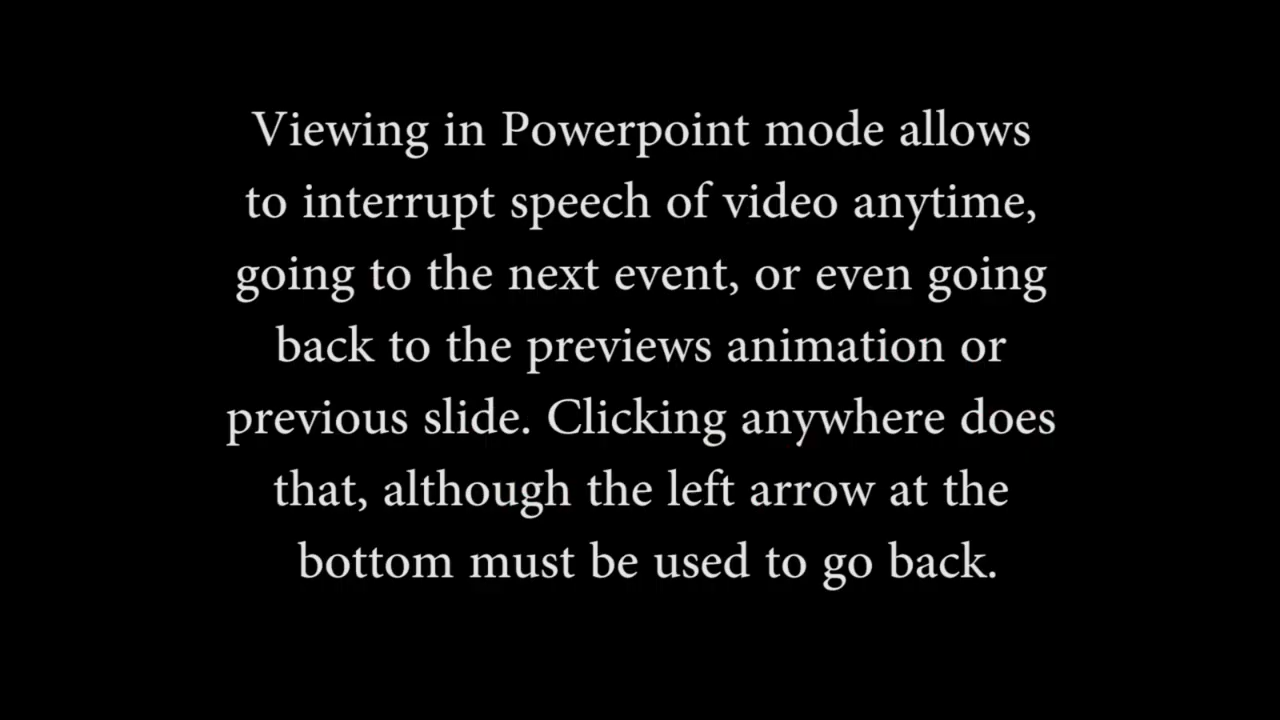 Viewing in Powerpoint mode allows
to interrupt speech of video anytime,
going to the next event, or even going
back to the previews animation or
previous slide. Clicking anywhere does
that, although the left arrow at the
bottom must be used to go back.